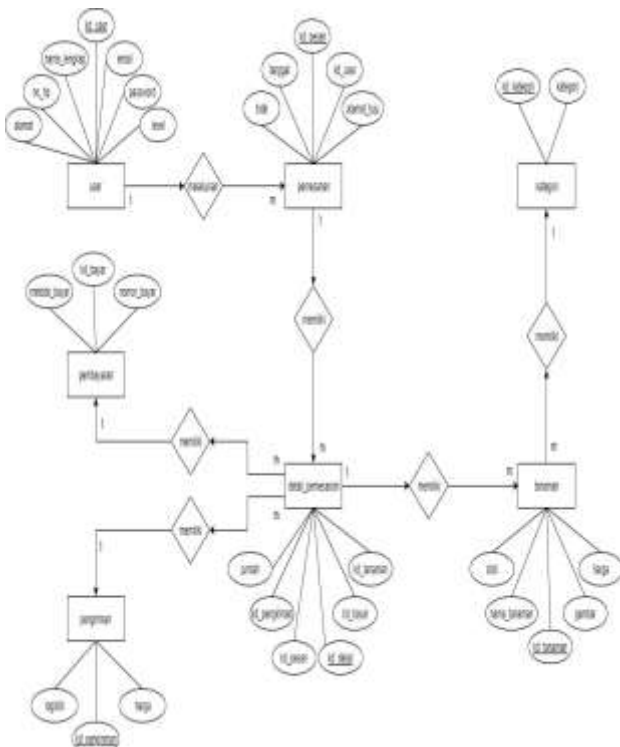 id_user
nama_lengkap
email
no_hp
password
alamat
level
user
1
melakukan
m
id_pesan
tanggal
id_user
total
alamat_tuju
pemesanan
1
id_kategori
kategori
kategori
1
memiliki
memiliki
id_bayar
metode_bayar
nomor_bayar
pembayaran
1
memiliki
m
m
detail_pemesanan
1
memiliki
m
m
tanaman
m
memiliki
1
jumlah
id_tanaman
id_pengiriman
id_bayar
id_pesan
id_detail
stok
harga
nama_tanaman
gambar
id_tanaman
pengiriman
logistik
harga
id_pengiriman